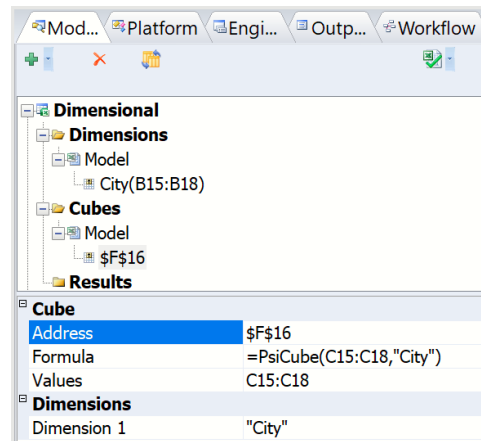 Mod... Platform Engi... Outp... Workflow
Dimensional
Dimensions
Model
City(B15:B18)
Cubes
Model
$F$16
Results
Cube
Address $F$16
Formula =PsiCube(C15:C18,"City")
Values C15:C18
Dimensions
Dimension 1 "City"